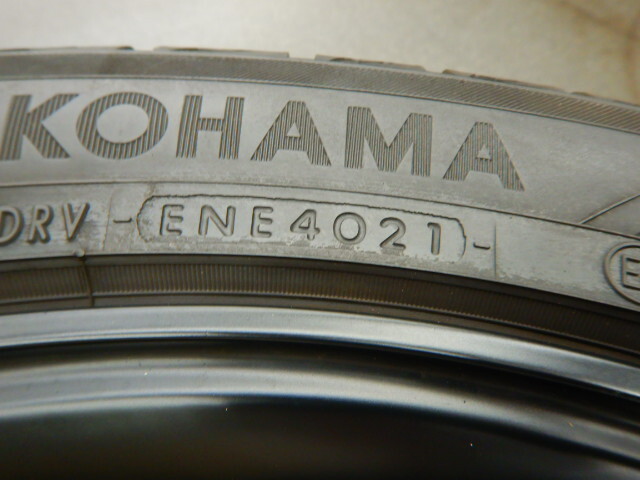 KOHAMA
DRV -ENE4021-
E